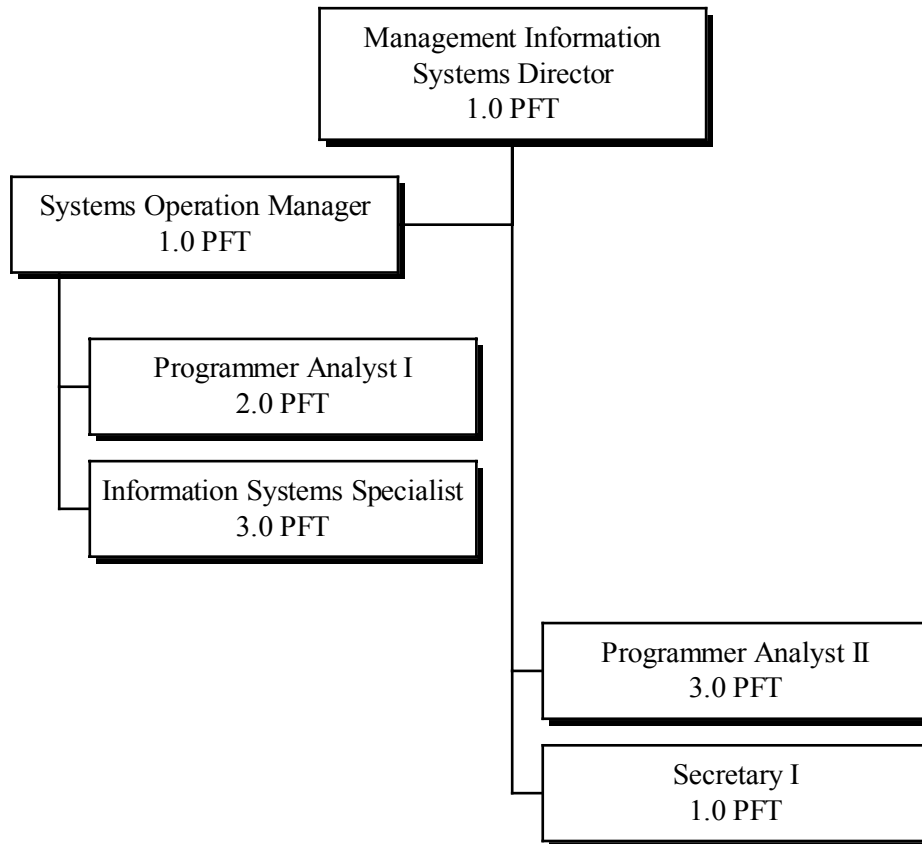 Management Information
Systems Director
1.0 PFT
Systems Operation Manager
1.0 PFT
Programmer Analyst I
2.0 PFT
Information Systems Specialist
3.0 PFT
Programmer Analyst II
3.0 PFT
Secretary I
1.0 PFT